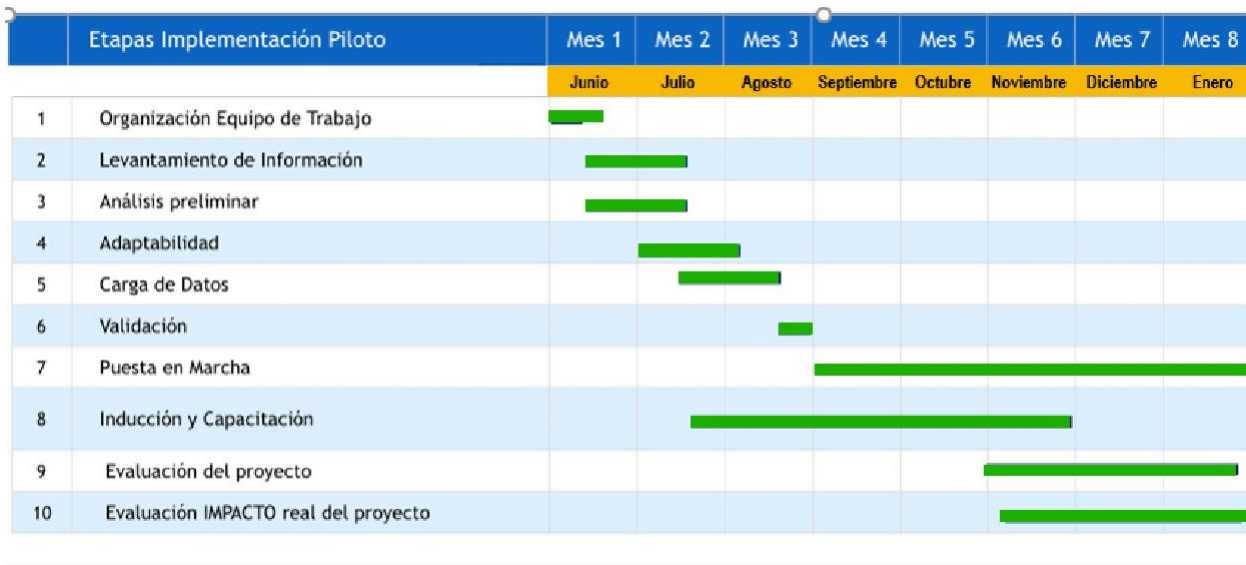 Etapas Implementación Piloto Mes 1 Mes 2 Mes 3 Mes 4 Mes 5 Mes 6 Mes 7 Mes 8
Junio Julio Agosto Septiembre Octubre Noviembre Diciembre Enero
1 Organización Equipo de Trabajo
2 Levantamiento de Información
3 Análisis preliminar
4 Adaptabilidad
5 Carga de Datos
6 Validación
7 Puesta en Marcha
8 Inducción y Capacitación
9 Evaluación del proyecto
10 Evaluación IMPACTO real del proyecto